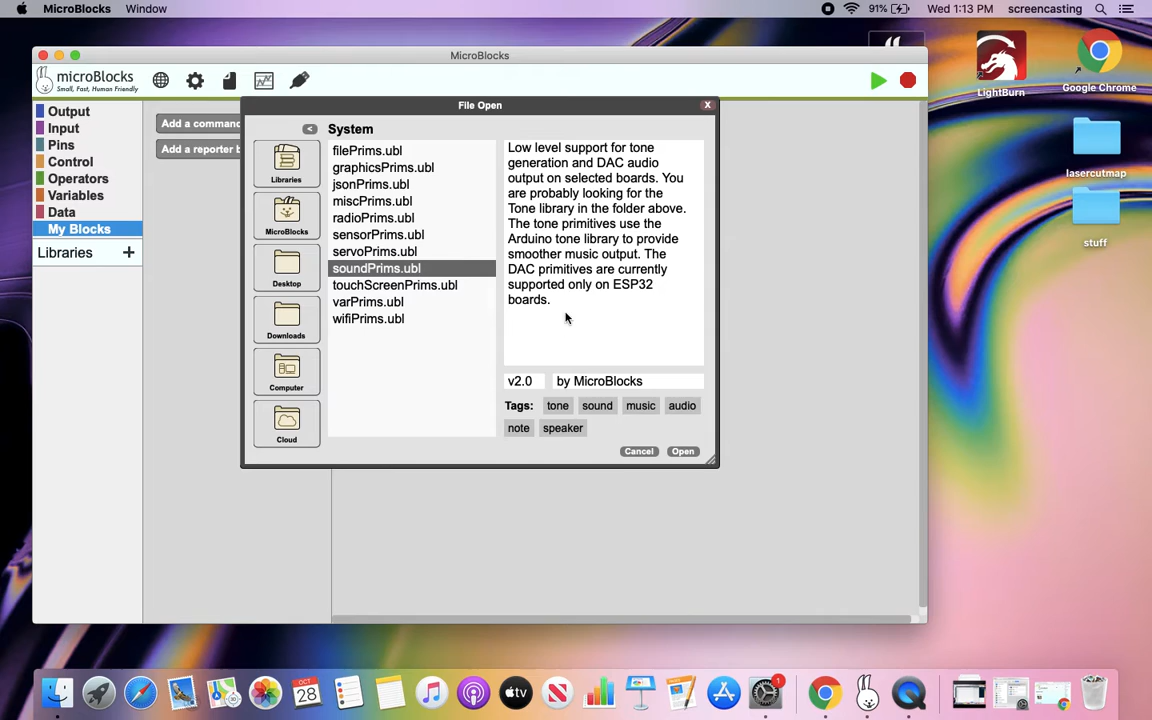 MicroBlocks Window 91% Wed 1:13 PM screencasting
MicroBlocks
microBlocks
Small, Fast, Human Friendly
LightBurn
Google Chrome
lasercutmap
stuff
Output
Input
Pins
Control
Operators
Variables
Data
My Blocks
Libraries +
Add a comman
Add a reporter b
File Open X
< System
Libraries
MicroBlocks
Desktop
Downloads
Computer
Cloud
filePrims.ubl
graphicsPrims.ubl
jsonPrims.ubl
miscPrims.ubl
radioPrims.ubl
sensorPrims.ubl
servoPrims.ubl
soundPrims.ubl
touchScreenPrims.ubl
varPrims.ubl
wifiPrims.ubl
Low level support for tone
generation and DAC audio
output on selected boards. You
are probably looking for the
Tone library in the folder above.
The tone primitives use the
Arduino tone library to provide
smoother music output. The
DAC primitives are currently
supported only on ESP32
boards.
v2.0 by MicroBlocks
Tags: tone sound music audio
note speaker
Cancel Open
OCT
28
tv
1